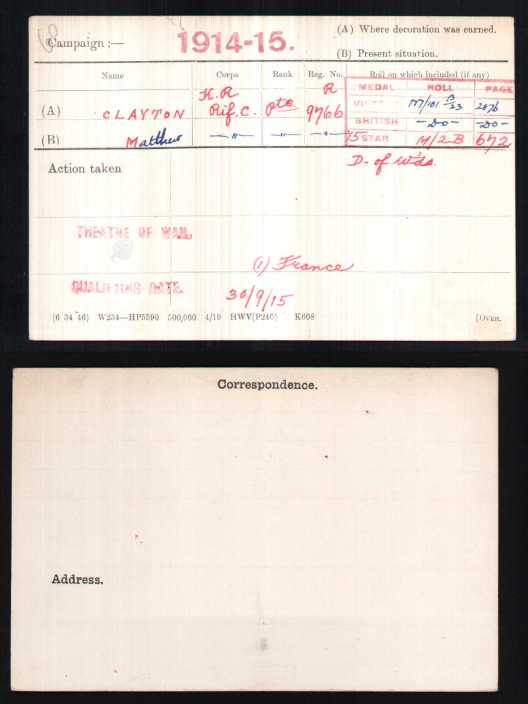 (A) Where decoration was earned.
Campaign :— 1914-15.
(B) Present situation.
Name Corps Rank Reg. No. Roll on which included (if any)
MEDAL ROLL PAGE
(A) CLAYTON K.R Rif. C. Pte R 9766 VICTORY M/101 B33 2876
BRITISH —Do— —Do—
(B) Matthew —"— —"— —"— 15 STAR M/2B 672
Action taken D. of Wds.
THEATRE OF WAR. (1) France
QUALIFYING DATE. 30/9/15
(6 34 46) W234—HP5590 500,000 4/19 HWV(P240) K608 [OVER.
Correspondence.
Address.